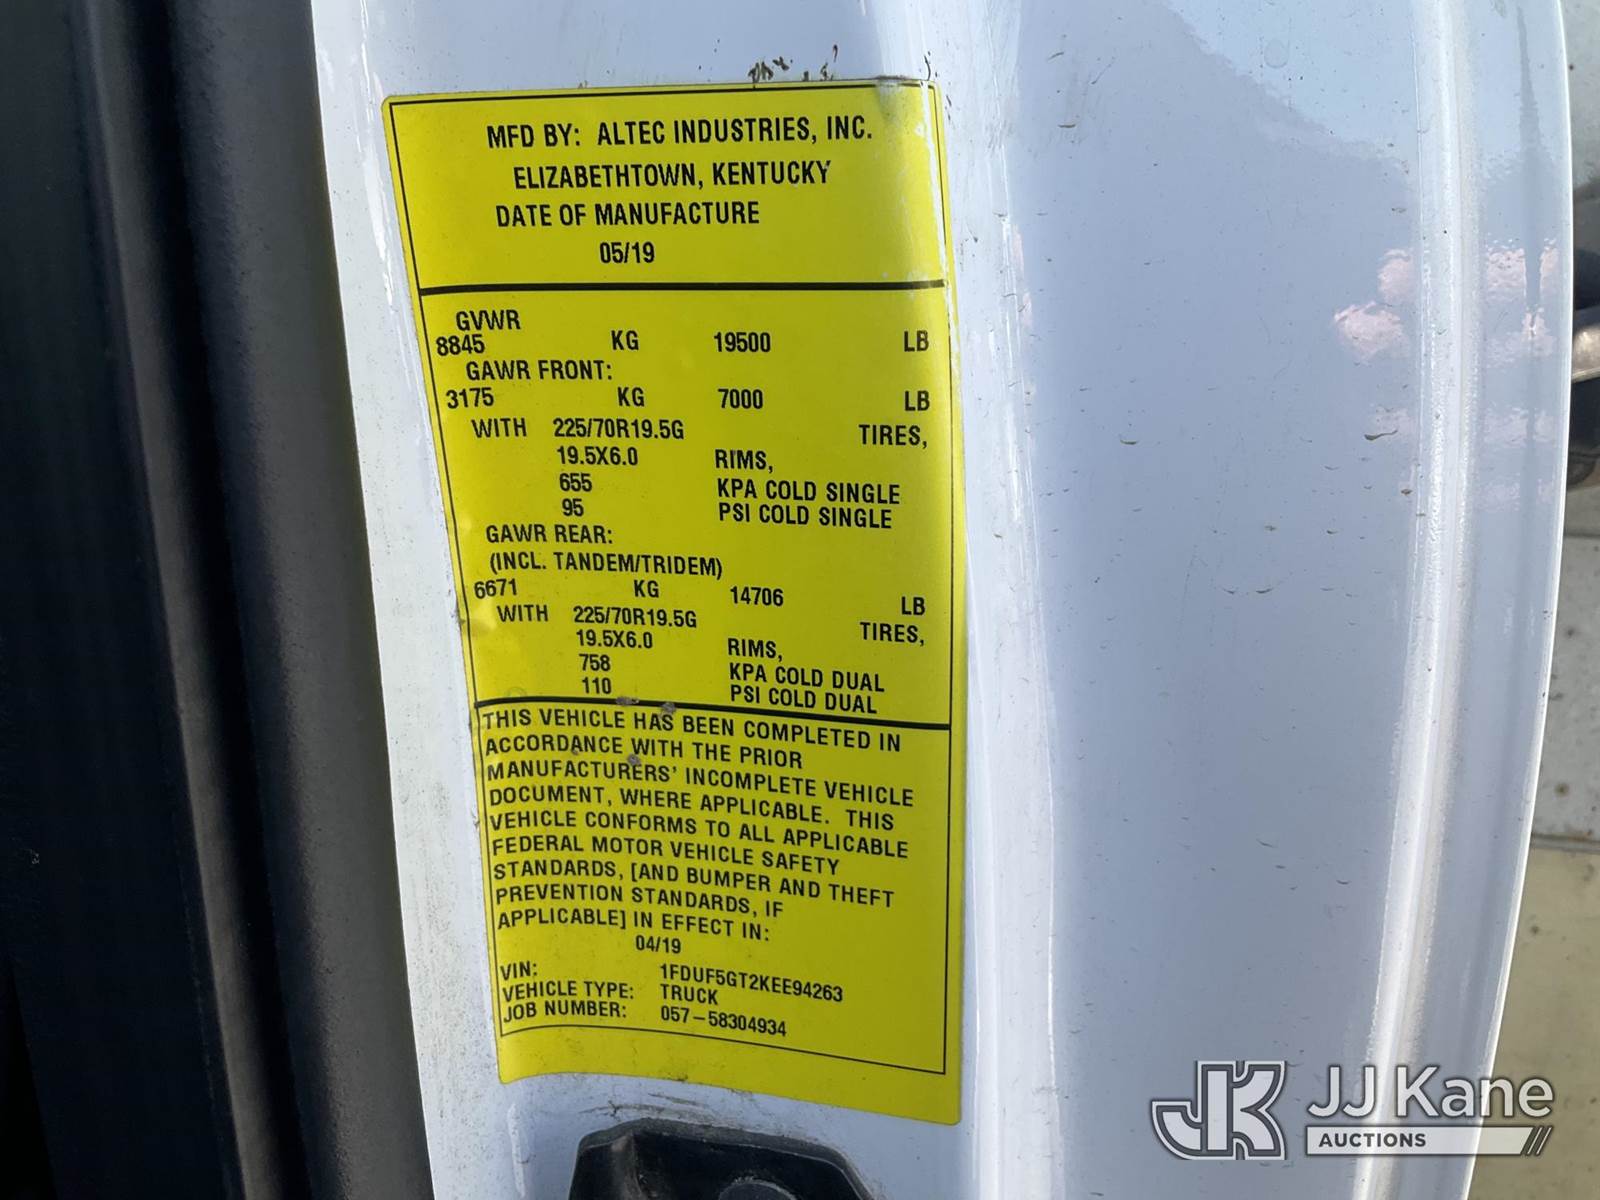 MFD BY: ALTEC INDUSTRIES, INC.
ELIZABETHTOWN, KENTUCKY
DATE OF MANUFACTURE
05/19
GVWR
8845 KG 19500 LB
GAWR FRONT:
3175 KG 7000 LB
WITH 225/70R19.5G TIRES,
19.5X6.0 RIMS,
655 KPA COLD SINGLE
95 PSI COLD SINGLE
GAWR REAR:
(INCL. TANDEM/TRIDEM)
6671 KG 14706 LB
WITH 225/70R19.5G TIRES,
19.5X6.0 RIMS,
758 KPA COLD DUAL
110 PSI COLD DUAL
THIS VEHICLE HAS BEEN COMPLETED IN
ACCORDANCE WITH THE PRIOR
MANUFACTURERS' INCOMPLETE VEHICLE
DOCUMENT, WHERE APPLICABLE. THIS
VEHICLE CONFORMS TO ALL APPLICABLE
FEDERAL MOTOR VEHICLE SAFETY
STANDARDS, [AND BUMPER AND THEFT
PREVENTION STANDARDS, IF
APPLICABLE] IN EFFECT IN:
04/19
VIN: 1FDUF5GT2KEE94263
VEHICLE TYPE: TRUCK
JOB NUMBER: 057-58304934
JK JJ Kane
AUCTIONS